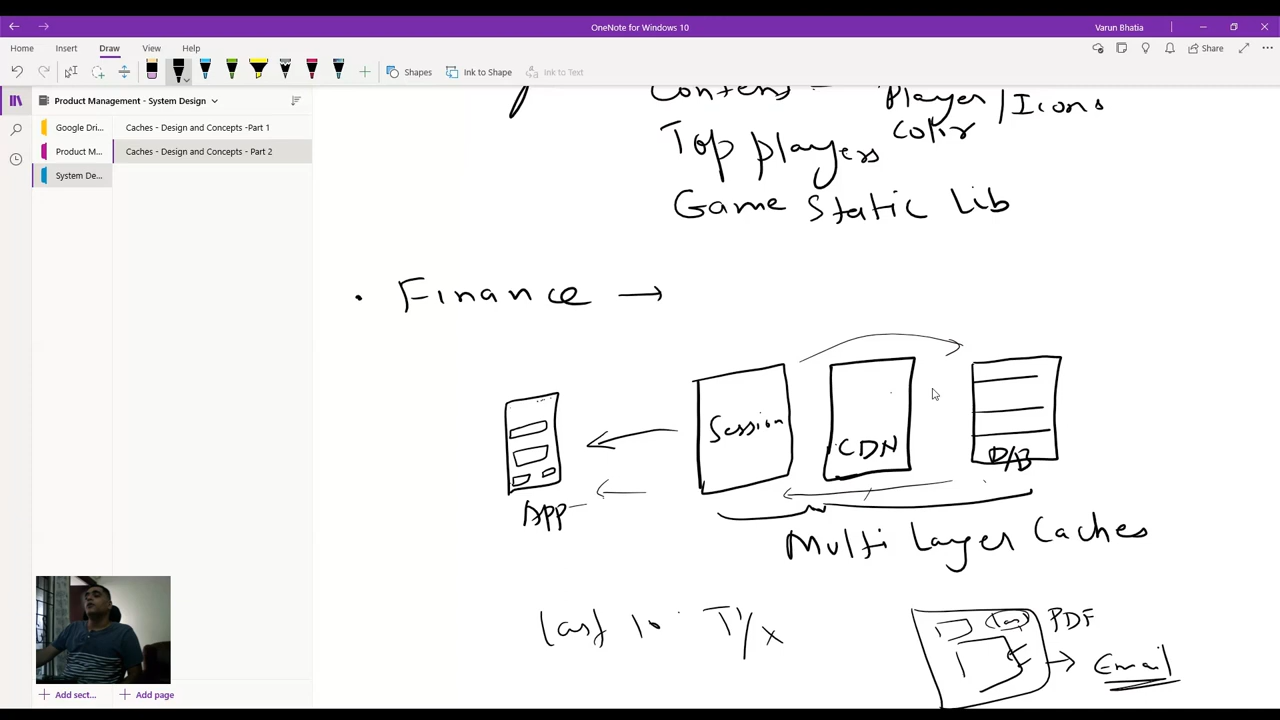 OneNote for Windows 10
Varun Bhatia
Home Insert Draw View Help
Share
Shapes Ink to Shape Ink to Text
Product Management - System Design
Google Dri...
Product M...
System De...
Caches - Design and Concepts -Part 1
Caches - Design and Concepts - Part 2
Content -
Player / Icons
Color
Top players
Game Static Lib
• Finance →
Session
CDN
D/B
App
Multi Layer Caches
last 10 T/x
PDF
→ Email
Add sect...
Add page